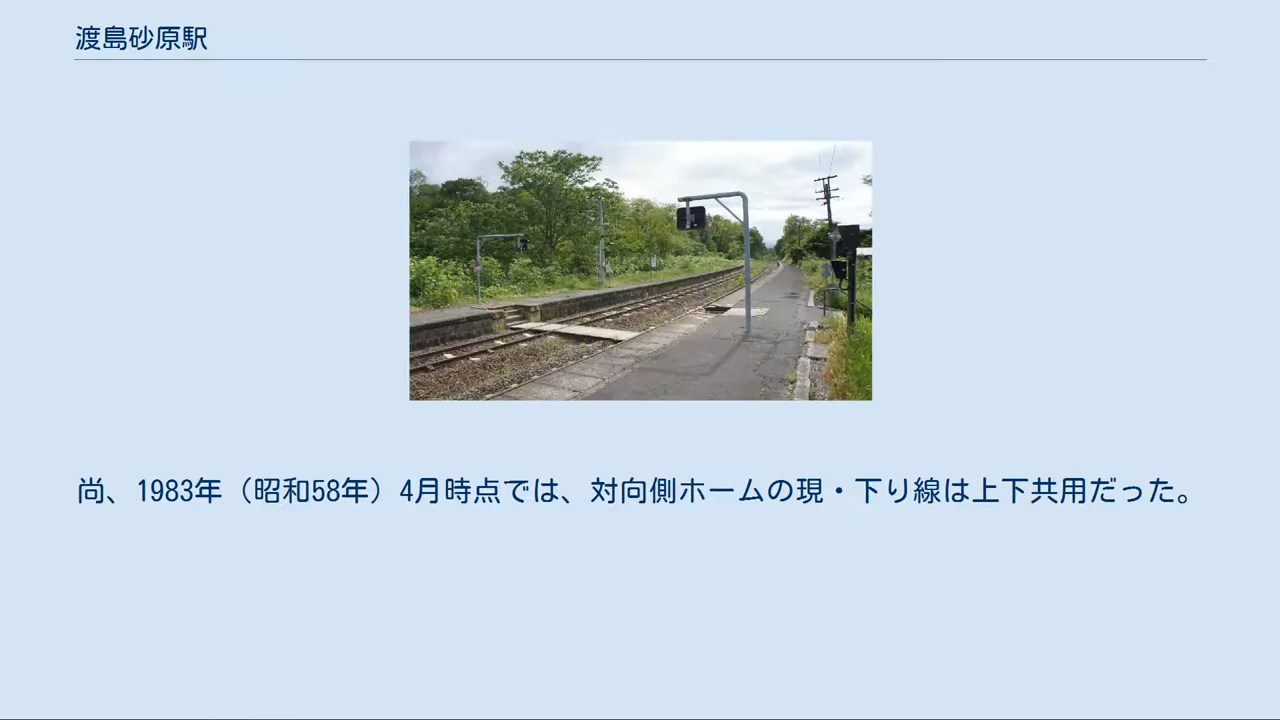 渡島砂原駅
尚、1983年（昭和58年）4月時点では、対向側ホームの現・下り線は上下共用だった。